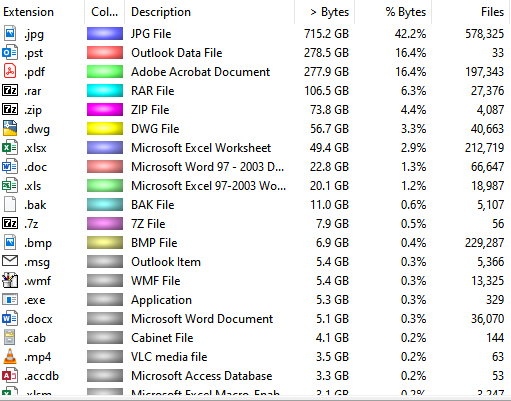 Extension Col... Description > Bytes % Bytes Files
.jpg JPG File 715.2 GB 42.2% 578,325
.pst Outlook Data File 278.5 GB 16.4% 33
.pdf Adobe Acrobat Document 277.9 GB 16.4% 197,343
7z .rar RAR File 106.5 GB 6.3% 27,376
7z .zip ZIP File 73.8 GB 4.4% 4,087
.dwg DWG File 56.7 GB 3.3% 40,663
.xlsx Microsoft Excel Worksheet 49.4 GB 2.9% 212,719
.doc Microsoft Word 97 - 2003 D... 22.8 GB 1.3% 66,647
.xls Microsoft Excel 97-2003 Wo... 20.1 GB 1.2% 18,987
.bak BAK File 11.0 GB 0.6% 5,107
7z .7z 7Z File 7.9 GB 0.5% 56
.bmp BMP File 6.9 GB 0.4% 229,287
.msg Outlook Item 5.4 GB 0.3% 5,366
.wmf WMF File 5.4 GB 0.3% 13,325
.exe Application 5.3 GB 0.3% 329
.docx Microsoft Word Document 5.1 GB 0.3% 36,070
.cab Cabinet File 4.1 GB 0.2% 144
.mp4 VLC media file 3.5 GB 0.2% 63
.accdb Microsoft Access Database 3.3 GB 0.2% 53
.xlsm Microsoft Excel Macro-Enab... 3.1 GB 0.2% 3,247